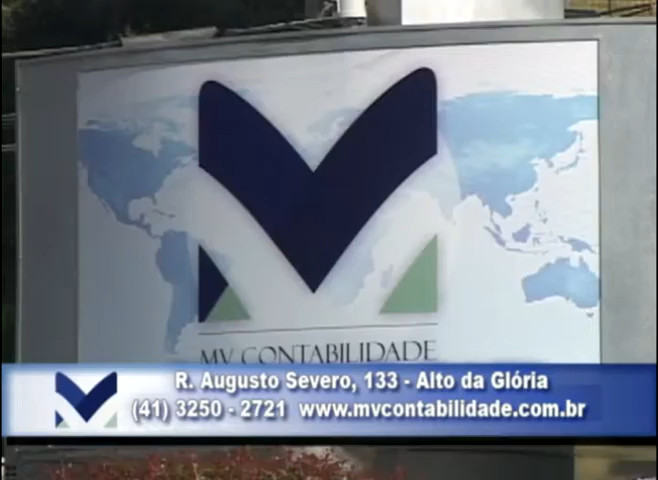 MV CONTABILIDADE
R. Augusto Severo, 133 - Alto da Glória
(41) 3250 - 2721 www.mvcontabilidade.com.br